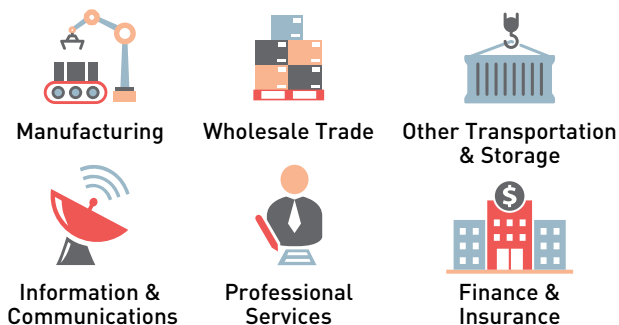 Manufacturing
Wholesale Trade
Other Transportation
& Storage
$
Information &
Communications
Professional
Services
Finance &
Insurance